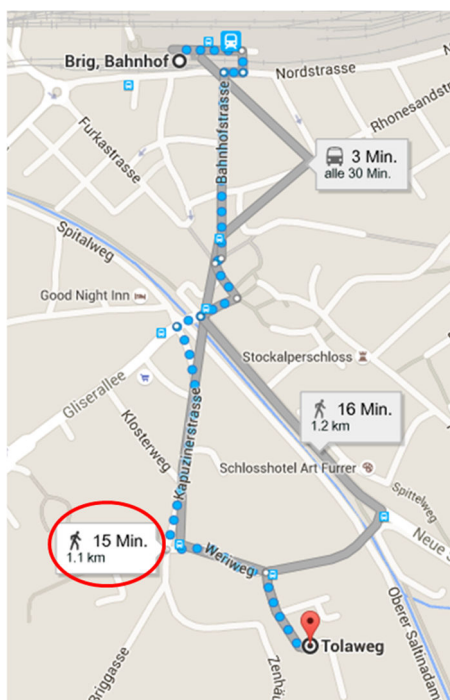 Brig, Bahnhof
Nordstrasse
Rhonesandstr
Bahnhofstrasse
Furkastrasse
3 Min.
alle 30 Min.
Spitalweg
Good Night Inn
Stockalperschloss
Gliserallee
16 Min.
1.2 km
Klosterweg
Kapuzinerstrasse
Schlosshotel Art Furrer
Spittelweg
Neue S
15 Min.
1.1 km
Weriweg
Oberer Saltinadam
Tolaweg
Zenhä
Briggasse